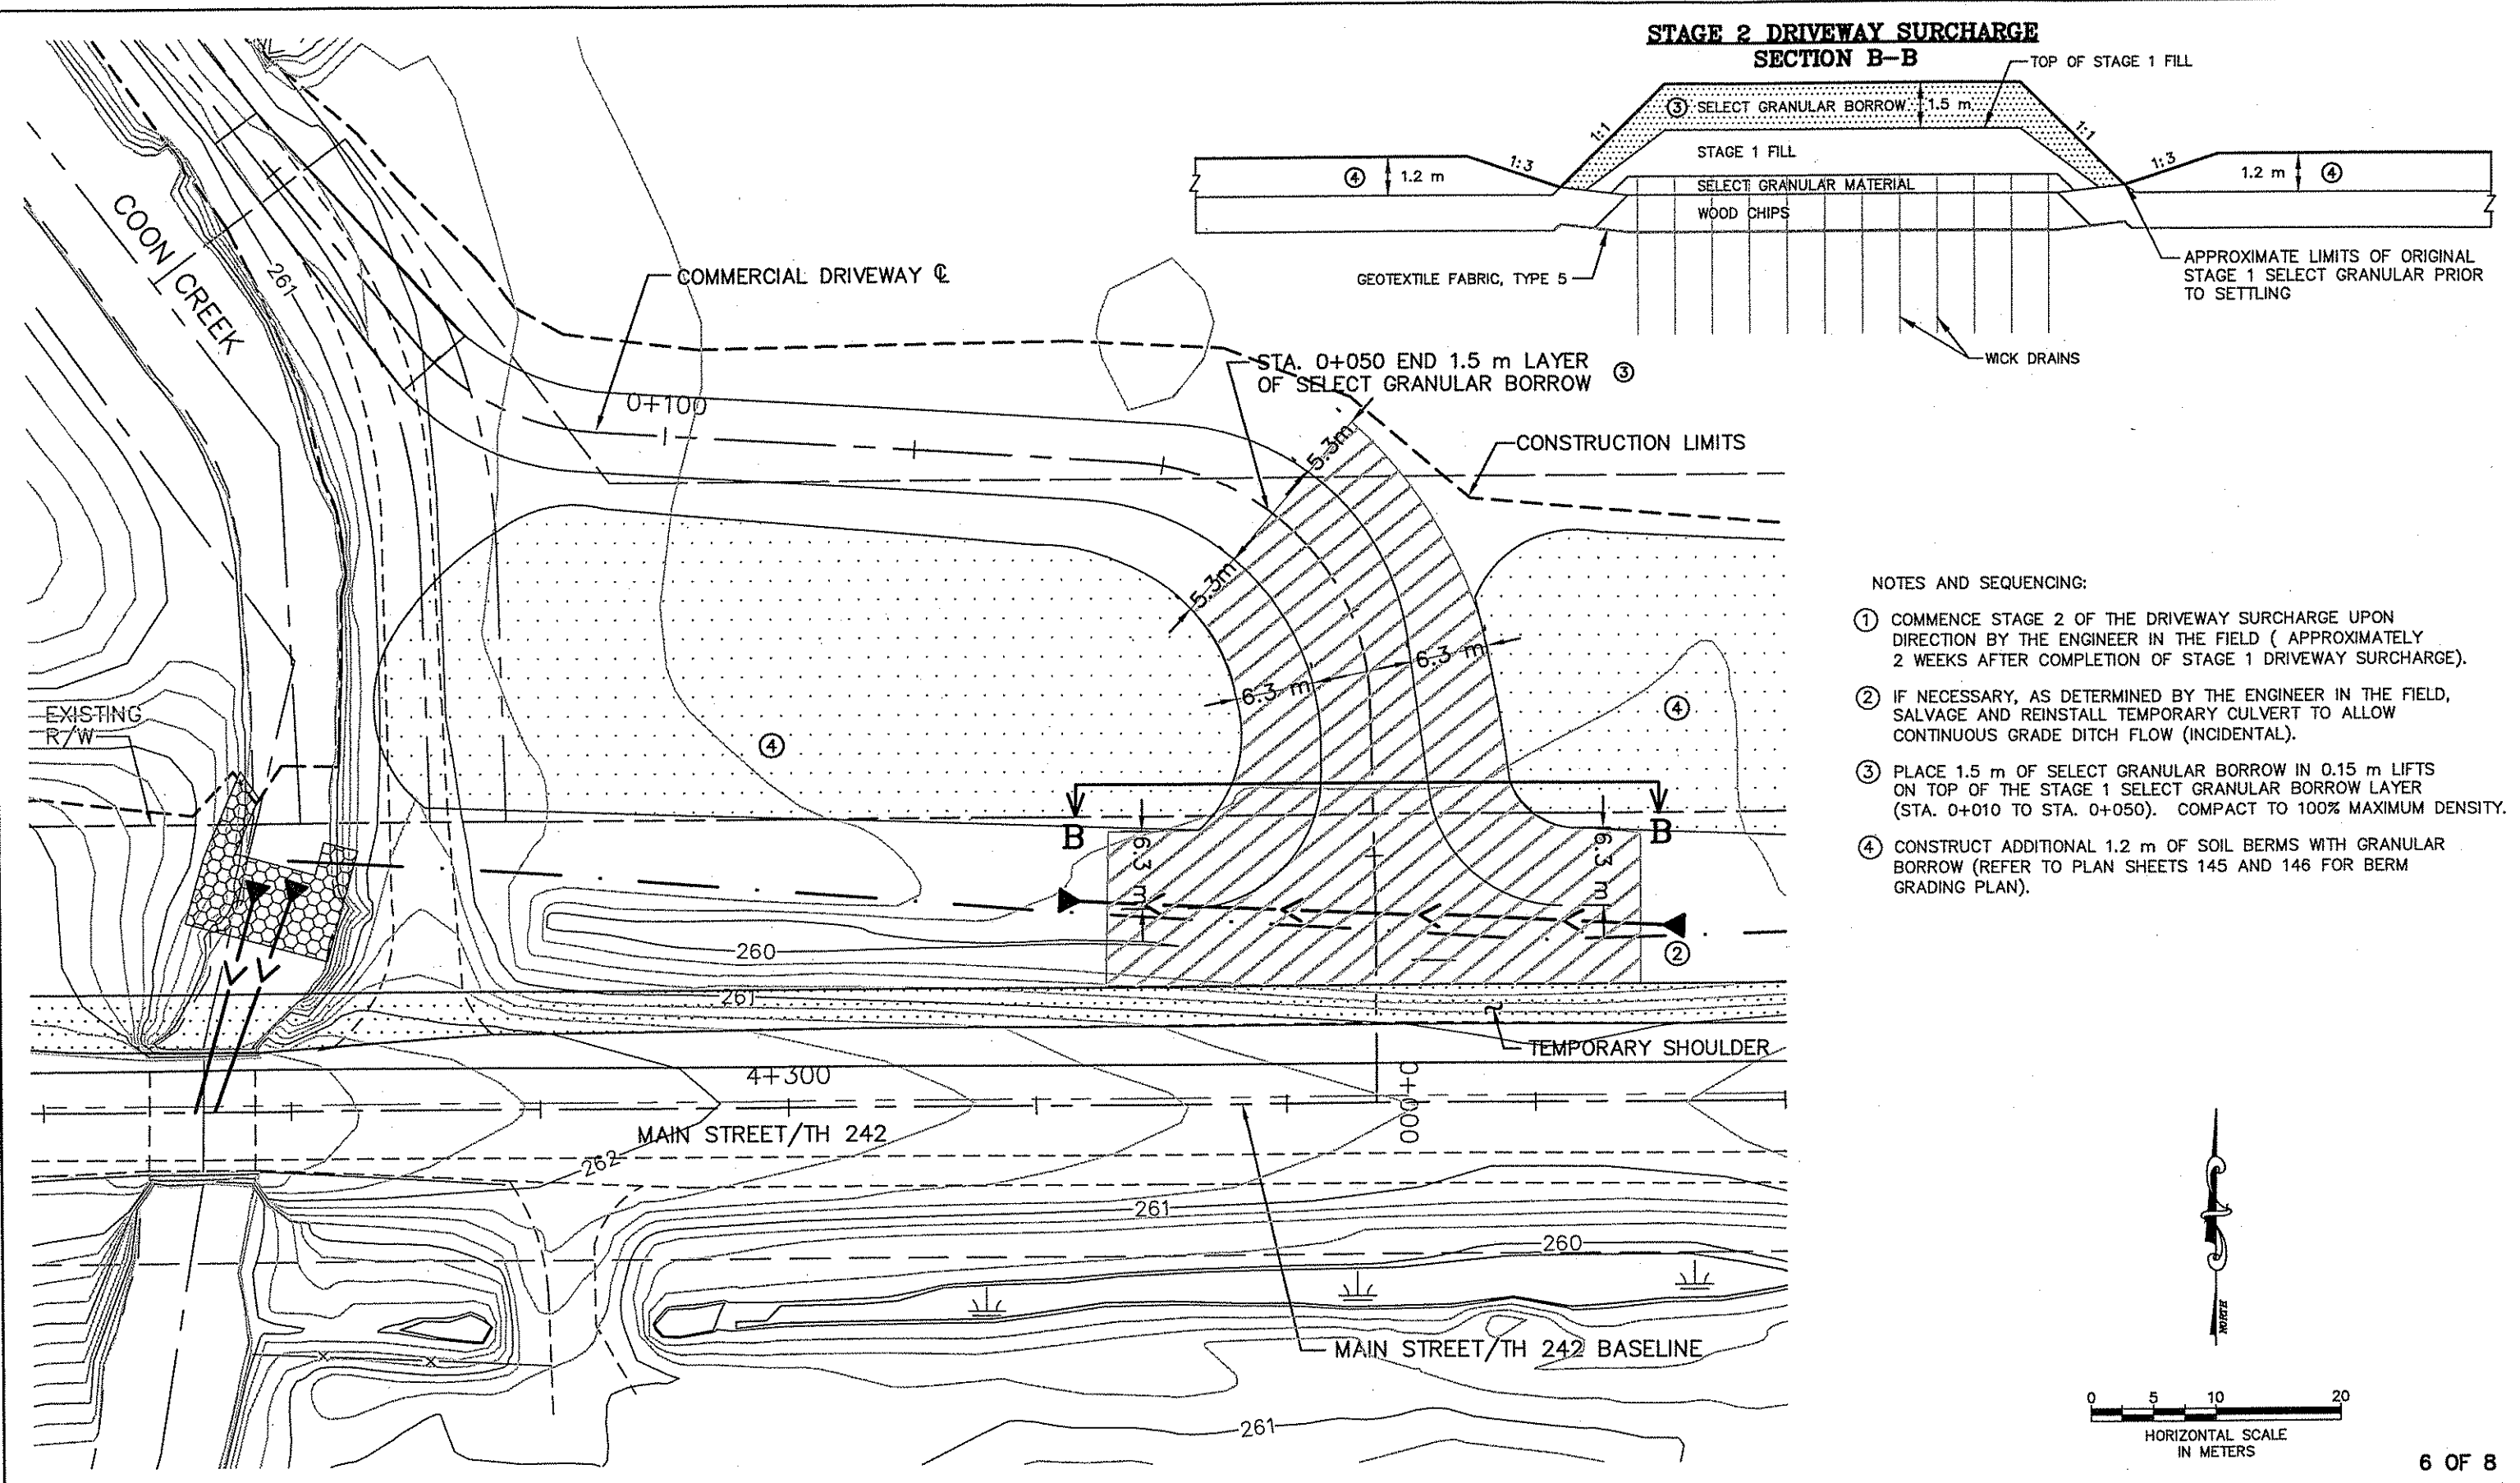 STAGE 2 DRIVEWAY SURCHARGE
SECTION B-B
TOP OF STAGE 1 FILL
③ SELECT GRANULAR BORROW
1.5 m
1:1
1:1
STAGE 1 FILL
1:3
1:3
④ 1.2 m
1.2 m ④
SELECT GRANULAR MATERIAL
WOOD CHIPS
GEOTEXTILE FABRIC, TYPE 5
APPROXIMATE LIMITS OF ORIGINAL
STAGE 1 SELECT GRANULAR PRIOR
TO SETTLING
WICK DRAINS
COON CREEK
261
COMMERCIAL DRIVEWAY ℄
STA. 0+050 END 1.5 m LAYER
OF SELECT GRANULAR BORROW ③
0+100
CONSTRUCTION LIMITS
5.3m
5.3m
6.3 m
6.3 m
④
④
EXISTING
R/W
B
B
6.3 m
6.3 m
②
260
261
TEMPORARY SHOULDER
4+300
0+000
MAIN STREET/TH 242
262
261
260
MAIN STREET/TH 242 BASELINE
261
NOTES AND SEQUENCING:
① COMMENCE STAGE 2 OF THE DRIVEWAY SURCHARGE UPON
DIRECTION BY THE ENGINEER IN THE FIELD ( APPROXIMATELY
2 WEEKS AFTER COMPLETION OF STAGE 1 DRIVEWAY SURCHARGE).
② IF NECESSARY, AS DETERMINED BY THE ENGINEER IN THE FIELD,
SALVAGE AND REINSTALL TEMPORARY CULVERT TO ALLOW
CONTINUOUS GRADE DITCH FLOW (INCIDENTAL).
③ PLACE 1.5 m OF SELECT GRANULAR BORROW IN 0.15 m LIFTS
ON TOP OF THE STAGE 1 SELECT GRANULAR BORROW LAYER
(STA. 0+010 TO STA. 0+050). COMPACT TO 100% MAXIMUM DENSITY.
④ CONSTRUCT ADDITIONAL 1.2 m OF SOIL BERMS WITH GRANULAR
BORROW (REFER TO PLAN SHEETS 145 AND 146 FOR BERM
GRADING PLAN).
NORTH
0 5 10 20
HORIZONTAL SCALE
IN METERS
6 OF 8